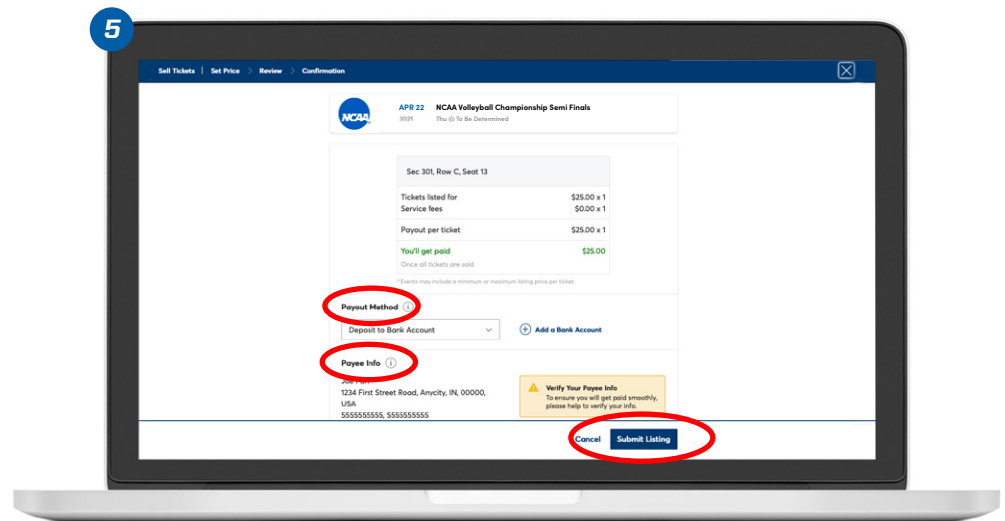 5
Sell Tickets | Set Price > Review > Confirmation
NCAA
APR 22 NCAA Volleyball Championship Semi Finals
2021 Thu @ To Be Determined
Sec 301, Row C, Seat 13
Tickets listed for $25.00 x 1
Service fees $0.00 x 1
Payout per ticket $25.00 x 1
You'll get paid $25.00
Once all tickets are sold
*Events may include a minimum or maximum listing price per ticket.
Payout Method
Deposit to Bank Account
Add a Bank Account
Payee Info
1234 First Street Road, Anycity, IN, 00000,
USA
5555555555, 5555555555
Verify Your Payee Info
To ensure you will get paid smoothly,
please help to verify your info.
Cancel Submit Listing